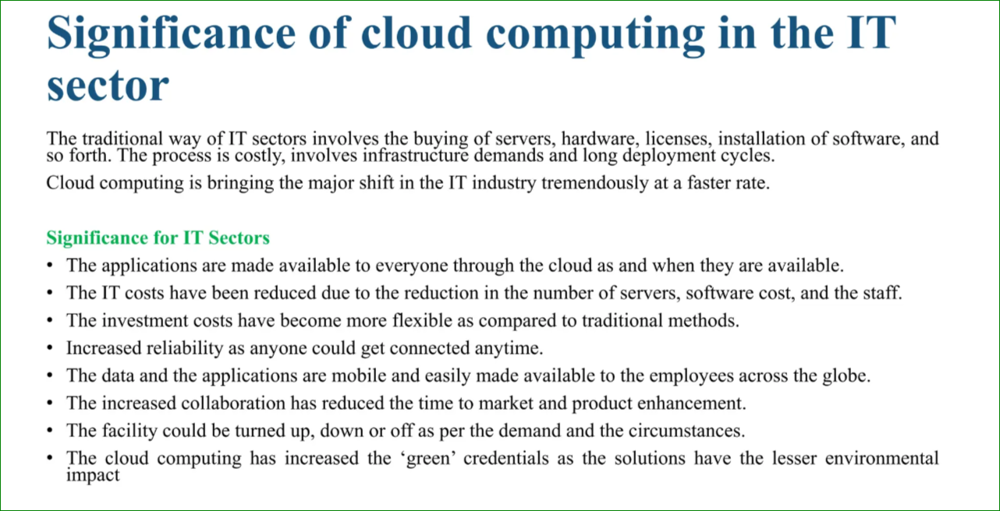 Significance of cloud computing in the IT
sector
The traditional way of IT sectors involves the buying of servers, hardware, licenses, installation of software, and
so forth. The process is costly, involves infrastructure demands and long deployment cycles.
Cloud computing is bringing the major shift in the IT industry tremendously at a faster rate.
Significance for IT Sectors
• The applications are made available to everyone through the cloud as and when they are available.
• The IT costs have been reduced due to the reduction in the number of servers, software cost, and the staff.
• The investment costs have become more flexible as compared to traditional methods.
• Increased reliability as anyone could get connected anytime.
• The data and the applications are mobile and easily made available to the employees across the globe.
• The increased collaboration has reduced the time to market and product enhancement.
• The facility could be turned up, down or off as per the demand and the circumstances.
• The cloud computing has increased the ‘green’ credentials as the solutions have the lesser environmental
impact